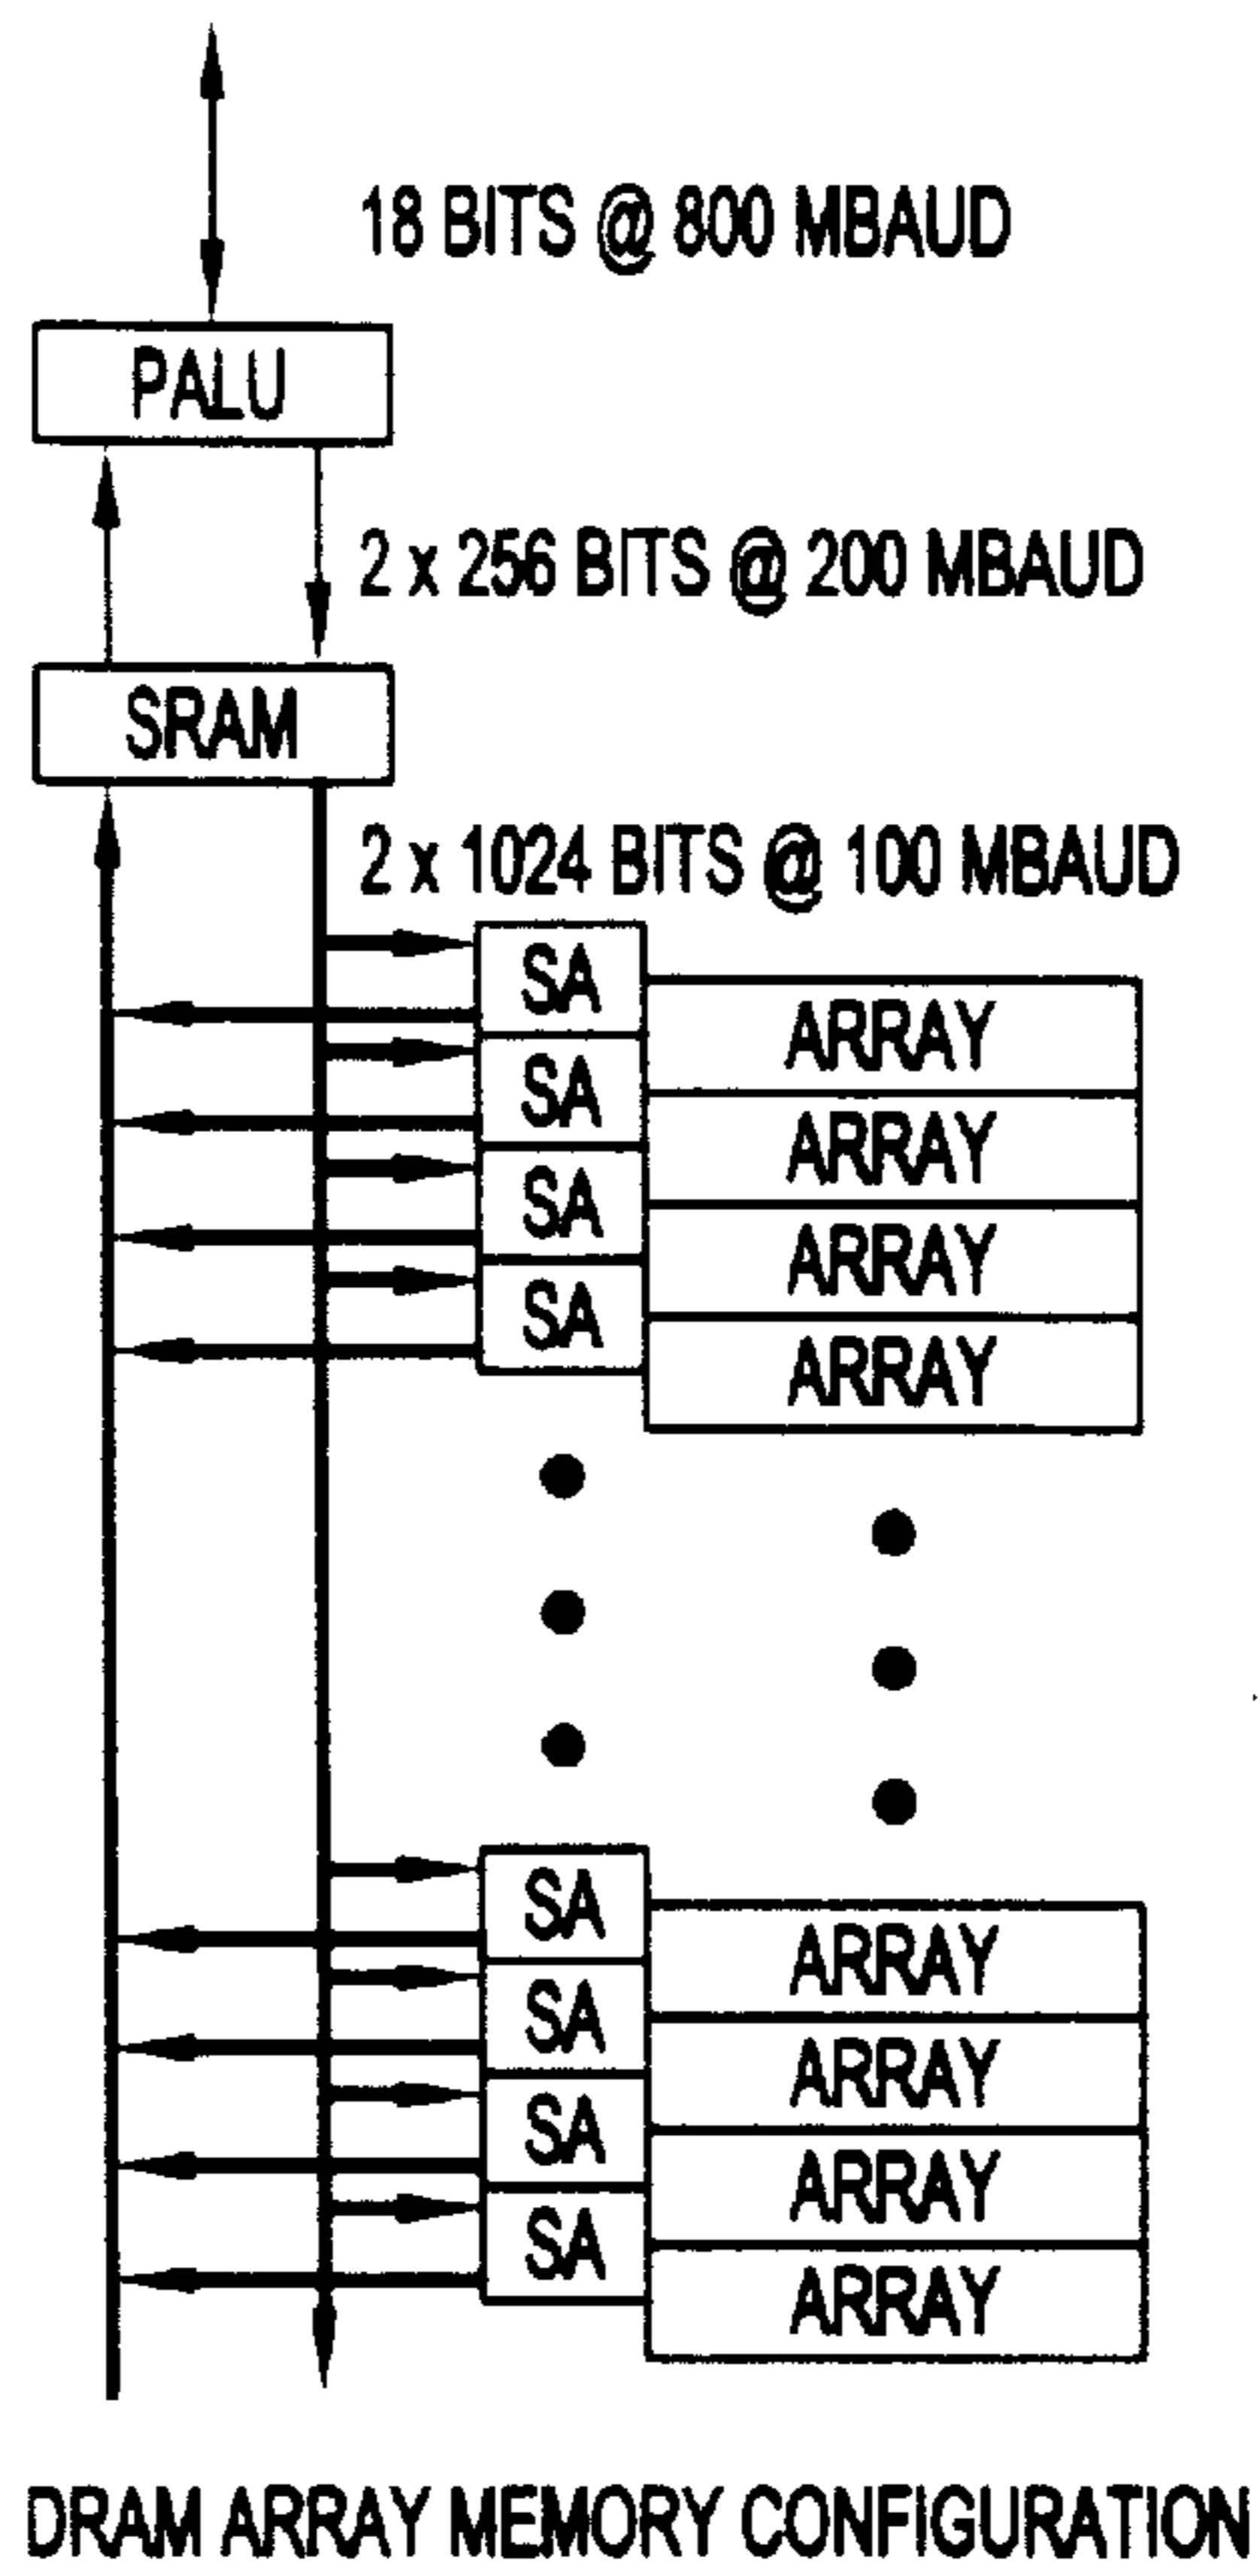 18 BITS @ 800 MBAUD
PALU
2 x 256 BITS @ 200 MBAUD
SRAM
2 x 1024 BITS @ 100 MBAUD
SA
ARRAY
SA
ARRAY
SA
ARRAY
SA
ARRAY
SA
ARRAY
SA
ARRAY
SA
ARRAY
SA
ARRAY
DRAM ARRAY MEMORY CONFIGURATION